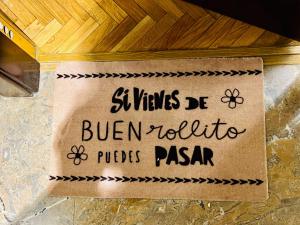 Si Vienes DE
BUEN rollito
PUEDES PASAR